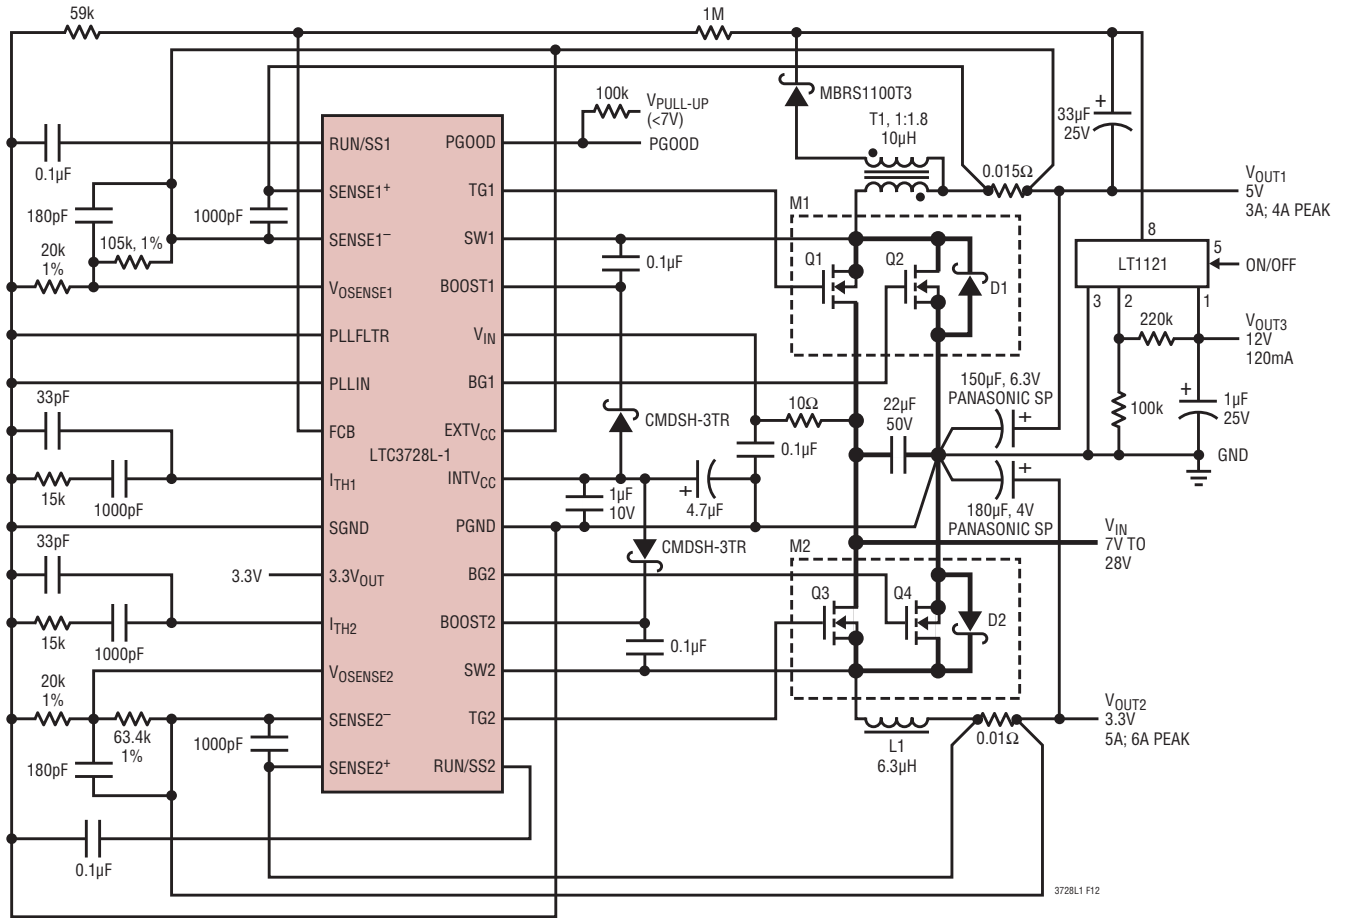 59k
1M
100k
VPULL-UP
(<7V)
PGOOD
MBRS1100T3
T1, 1:1.8
10µH
33µF
25V
+
0.015Ω
VOUT1
5V
3A; 4A PEAK
0.1µF
180pF
20k
1%
105k, 1%
1000pF
RUN/SS1
SENSE1+
SENSE1–
VOSENSE1
PLLFLTR
PLLIN
FCB
ITH1
SGND
3.3VOUT
ITH2
VOSENSE2
SENSE2–
SENSE2+
LTC3728L-1
PGOOD
TG1
SW1
BOOST1
VIN
BG1
EXTVCC
INTVCC
PGND
BG2
BOOST2
SW2
TG2
RUN/SS2
0.1µF
M1
Q1
Q2
D1
8
LT1121
5
ON/OFF
3
2
1
220k
VOUT3
12V
120mA
100k
+
1µF
25V
GND
33pF
15k
1000pF
CMDSH-3TR
10Ω
0.1µF
22µF
50V
150µF, 6.3V
PANASONIC SP
+
+
180µF, 4V
PANASONIC SP
1µF
10V
+
4.7µF
CMDSH-3TR
VIN
7V TO
28V
33pF
15k
1000pF
3.3V
M2
Q3
Q4
D2
0.1µF
20k
1%
63.4k
1%
180pF
1000pF
0.1µF
L1
6.3µH
0.01Ω
VOUT2
3.3V
5A; 6A PEAK
3728L1 F12